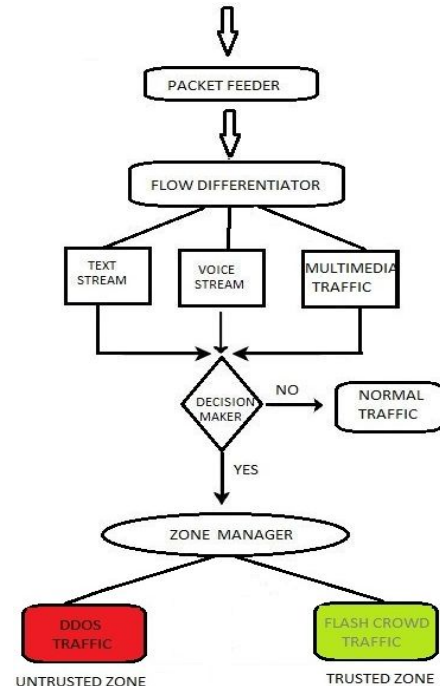 PACKET FEEDER
FLOW DIFFERENTIATOR
TEXT
STREAM
VOICE
STREAM
MULTIMEDIA
TRAFFIC
DECISION
MAKER
NO
NORMAL
TRAFFIC
YES
ZONE MANAGER
DDOS
TRAFFIC
FLASH CROWD
TRAFFIC
UNTRUSTED ZONE
TRUSTED ZONE